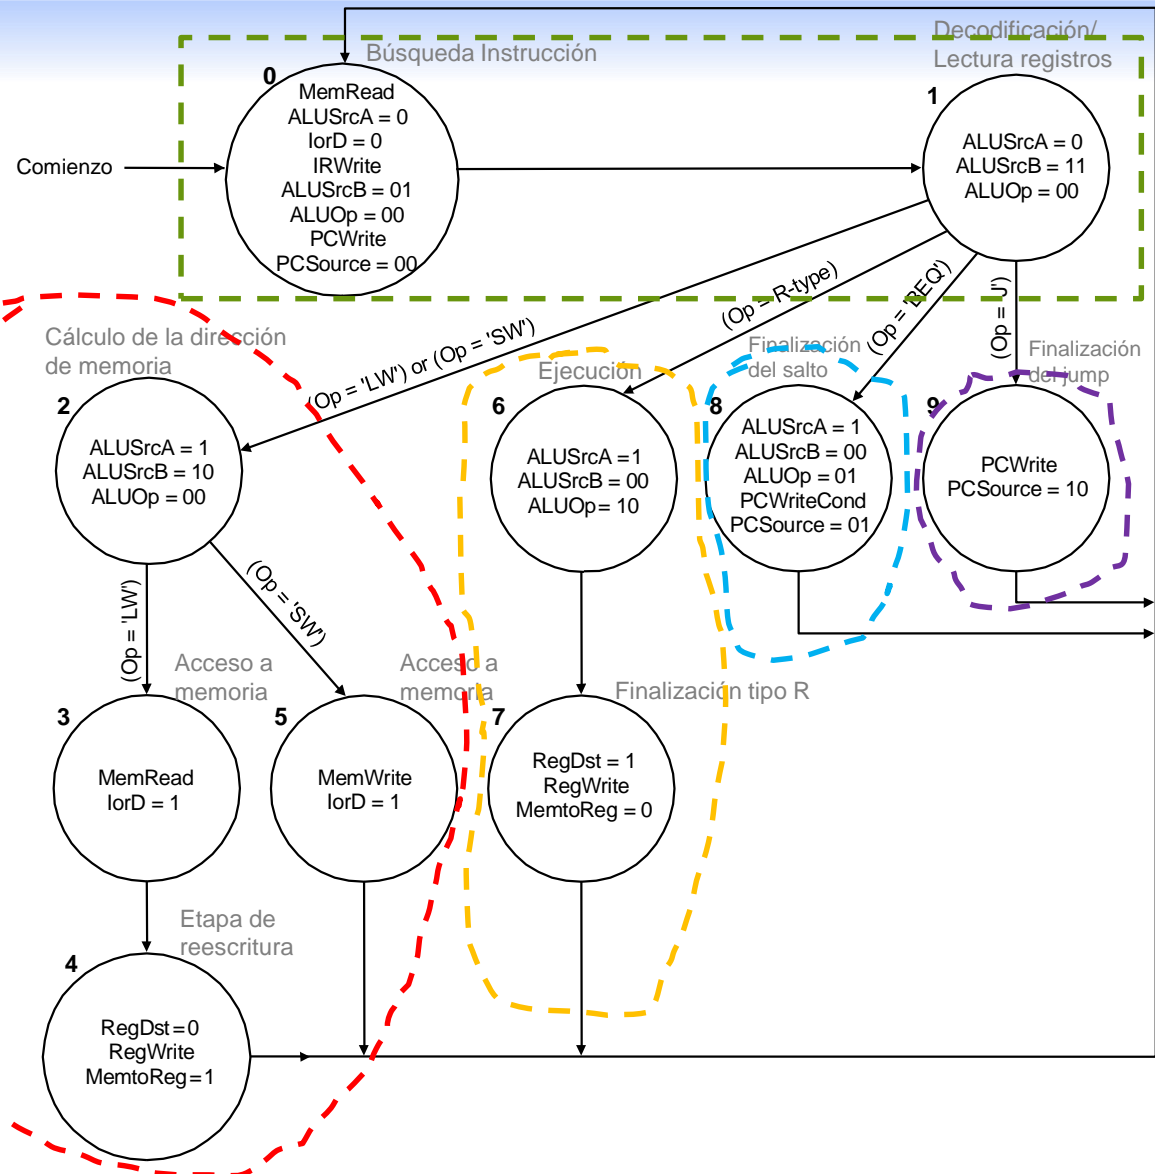 Búsqueda Instrucción
Decodificación/
Lectura registros
0
MemRead
ALUSrcA = 0
IorD = 0
IRWrite
ALUSrcB = 01
ALUOp = 00
PCWrite
PCSource = 00
1
ALUSrcA = 0
ALUSrcB = 11
ALUOp = 00
Comienzo
(Op = 'LW') or (Op = 'SW')
(Op = R-type)
(Op = 'BEQ')
(Op = 'J')
Cálculo de la dirección
de memoria
2
ALUSrcA = 1
ALUSrcB = 10
ALUOp = 00
Ejecución
6
ALUSrcA =1
ALUSrcB = 00
ALUOp= 10
Finalización
del salto
8
ALUSrcA = 1
ALUSrcB = 00
ALUOp = 01
PCWriteCond
PCSource = 01
Finalización
del jump
9
PCWrite
PCSource = 10
(Op = 'LW')
(Op = 'SW')
Acceso a
memoria
3
MemRead
IorD = 1
Acceso a
memoria
5
MemWrite
IorD = 1
Finalización tipo R
7
RegDst = 1
RegWrite
MemtoReg = 0
Etapa de
reescritura
4
RegDst=0
RegWrite
MemtoReg=1